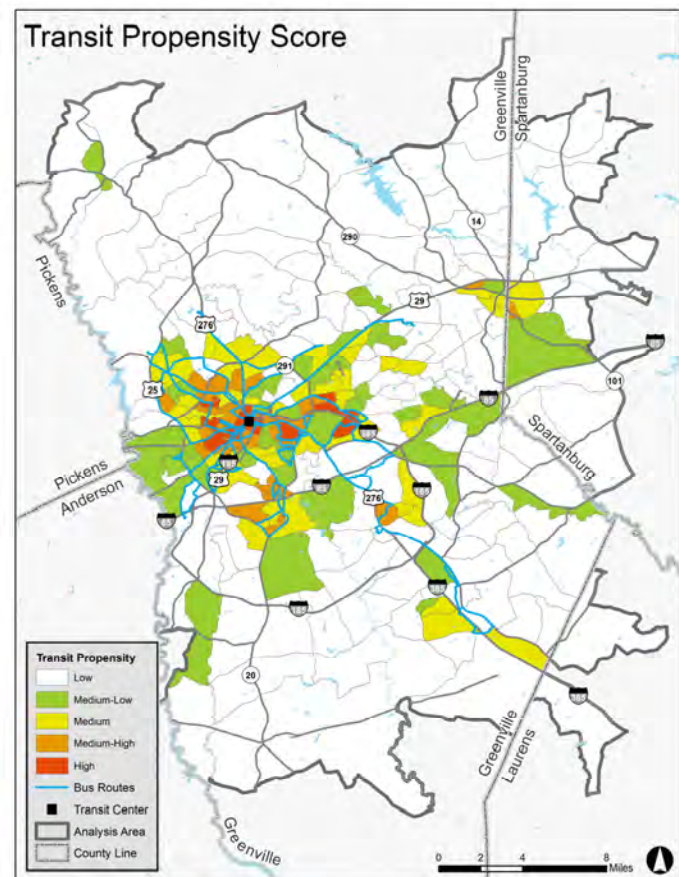 Transit Propensity Score
Greenville
Spartanburg
14
290
Pickens
29
276
291
25
101
Spartanburg
Pickens
Anderson
29
276
20
Greenville
Laurens
Greenville
Transit Propensity
Low
Medium-Low
Medium
Medium-High
High
Bus Routes
Transit Center
Analysis Area
County Line
0 2 4 8
Miles